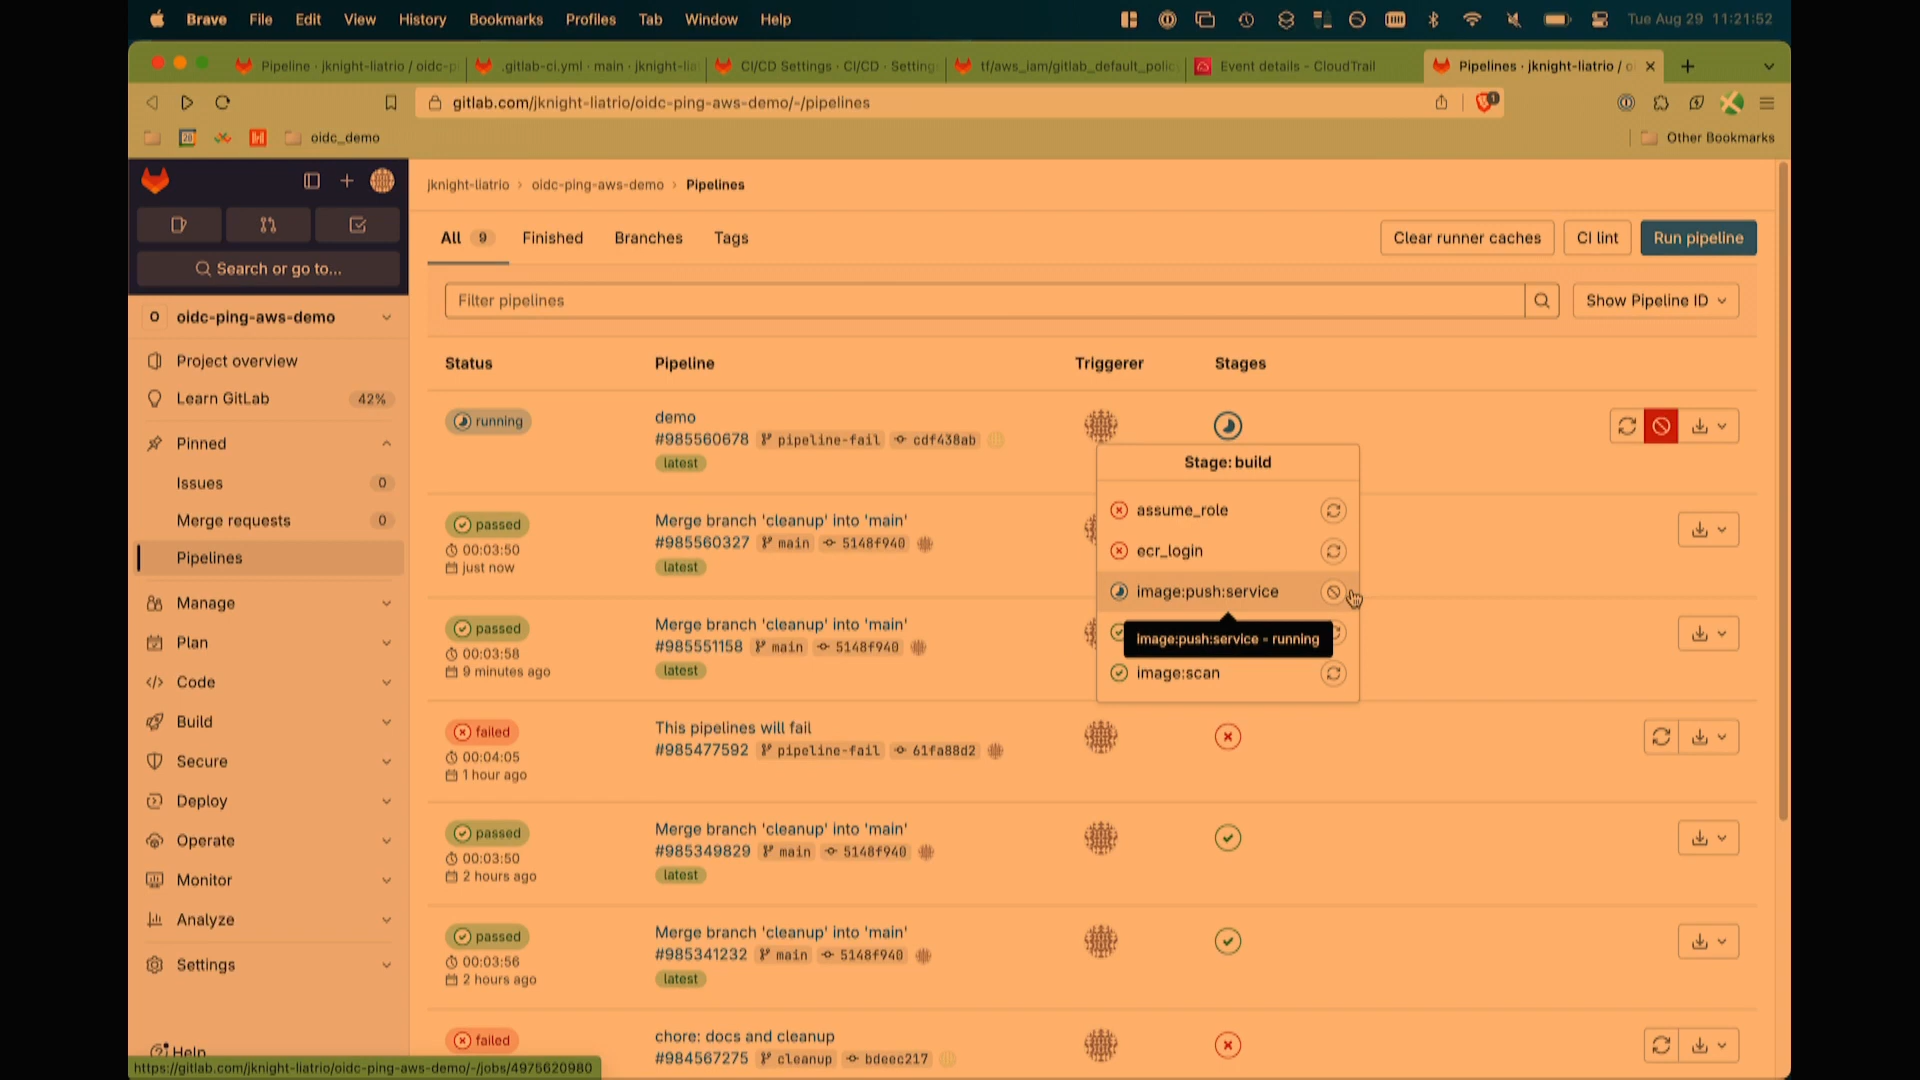 Brave File Edit View History Bookmarks Profiles Tab Window Help Tue Aug 29 11:21:52
Pipeline · jknight-liatrio / oidc-p .gitlab-ci.yml · main · jknight-lia CI/CD Settings · CI/CD · Setting tf/aws_iam/gitlab_default_polic Event details - CloudTrail Pipelines · jknight-liatrio / o
gitlab.com/jknight-liatrio/oidc-ping-aws-demo/-/pipelines 1
oidc_demo Other Bookmarks
jknight-liatrio › oidc-ping-aws-demo › Pipelines
All 9 Finished Branches Tags Clear runner caches CI lint Run pipeline
Search or go to...
Filter pipelines Show Pipeline ID
O oidc-ping-aws-demo
Project overview
Learn GitLab 42%
Pinned
Issues 0
Merge requests 0
Pipelines
Manage
Plan
Code
Build
Secure
Deploy
Operate
Monitor
Analyze
Settings
Help
Status Pipeline Triggerer Stages
running demo
#985560678 pipeline-fail cdf438ab
latest
Stage: build
assume_role
ecr_login
image:push:service
image:push:service - running
image:scan
passed Merge branch 'cleanup' into 'main'
00:03:50 #985560327 main 5148f940
just now latest
passed Merge branch 'cleanup' into 'main'
00:03:58 #985551158 main 5148f940
9 minutes ago latest
failed This pipelines will fail
00:04:05 #985477592 pipeline-fail 61fa88d2
1 hour ago
passed Merge branch 'cleanup' into 'main'
00:03:50 #985349829 main 5148f940
2 hours ago latest
passed Merge branch 'cleanup' into 'main'
00:03:56 #985341232 main 5148f940
2 hours ago latest
failed chore: docs and cleanup
#984567275 cleanup bdeec217
https://gitlab.com/jknight-liatrio/oidc-ping-aws-demo/-/jobs/4975620980